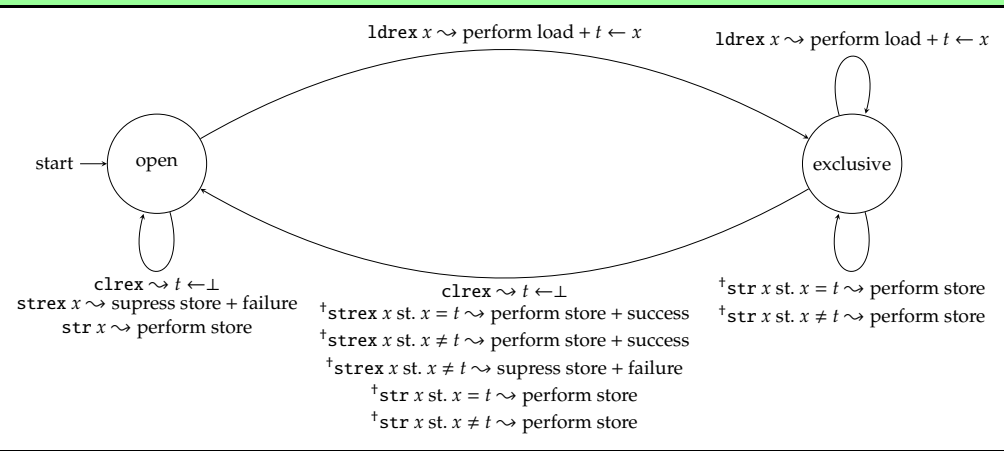 ldrex x ⤳ perform load + t ← x
ldrex x ⤳ perform load + t ← x
start
open
exclusive
clrex ⤳ t ←⊥
strex x ⤳ supress store + failure
str x ⤳ perform store
clrex ⤳ t ←⊥
†strex x st. x = t ⤳ perform store + success
†strex x st. x ≠ t ⤳ perform store + success
†strex x st. x ≠ t ⤳ supress store + failure
†str x st. x = t ⤳ perform store
†str x st. x ≠ t ⤳ perform store
†str x st. x = t ⤳ perform store
†str x st. x ≠ t ⤳ perform store